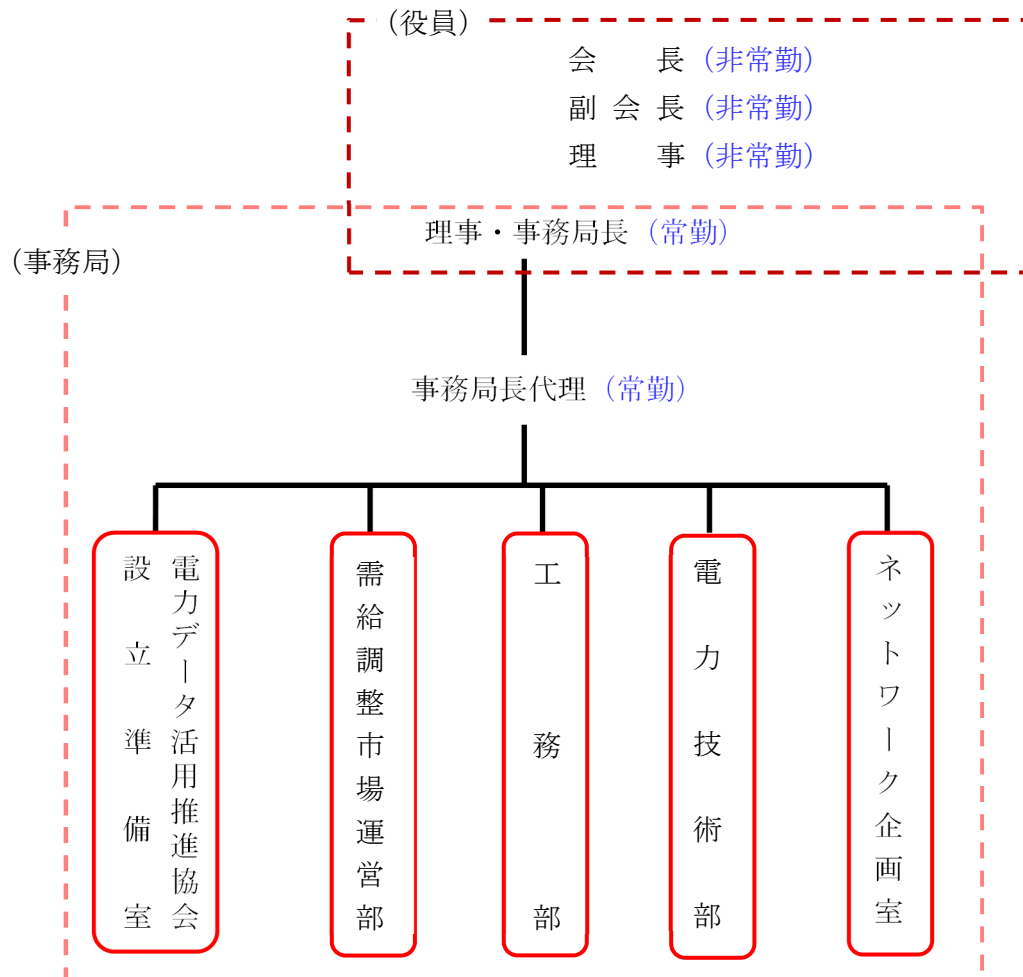 （役員）
会　　長（非常勤）
副 会 長（非常勤）
理　　事（非常勤）
理事・事務局長（常勤）
（事務局）
事務局長代理（常勤）
電力データ活用推進協会
設立準備室
需給調整市場運営部
工務部
電力技術部
ネットワーク企画室